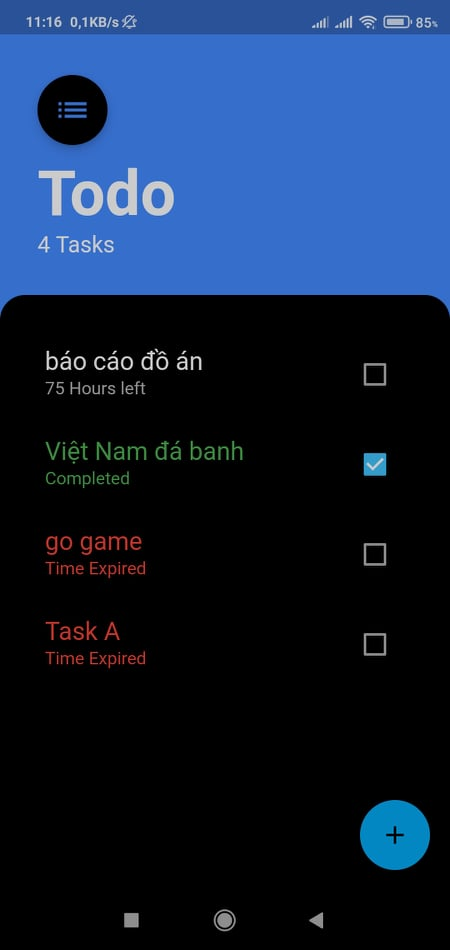 11:16 0,1KB/s 85%
Todo
4 Tasks
báo cáo đồ án
75 Hours left
Việt Nam đá banh
Completed
go game
Time Expired
Task A
Time Expired